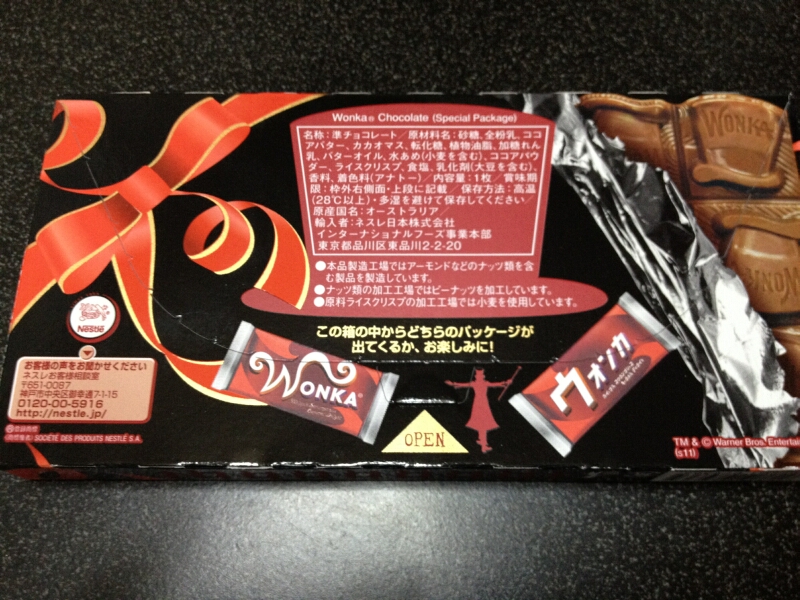 Wonka® Chocolate (Special Package)
名称：準チョコレート／原材料名：砂糖、全粉乳、ココ
アバター、カカオマス、転化糖、植物油脂、加糖れん
乳、バターオイル、水あめ(小麦を含む)、ココアパウ
ダー、ライスクリスプ、食塩、乳化剤(大豆を含む)、
香料、着色料(アナトー)／内容量：1枚／賞味期
限：枠外右側面・上段に記載／保存方法：高温
(28℃以上)・多湿を避けて保存してください／
原産国名：オーストラリア／
輸入者：ネスレ日本株式会社
インターナショナルフーズ事業本部
東京都品川区東品川2-2-20
●本品製造工場ではアーモンドなどのナッツ類を含
む製品を製造しています。
●ナッツ類の加工工場ではピーナッツを加工しています。
●原料ライスクリスプの加工工場では小麦を使用しています。
この箱の中からどちらのパッケージが
出てくるか、お楽しみに!
Nestlé
お客様の声をお聞かせください
ネスレお客様相談室
〒651-0087
神戸市中央区御幸通7-1-15
0120-00-5916
http://nestle.jp/
SOCIÉTÉ DES PRODUITS NESTLÉ S.A.
WONKA
OPEN
ウォンカ
WONKA
WONK
TM & © Warner Bros. Entertai
(s11)